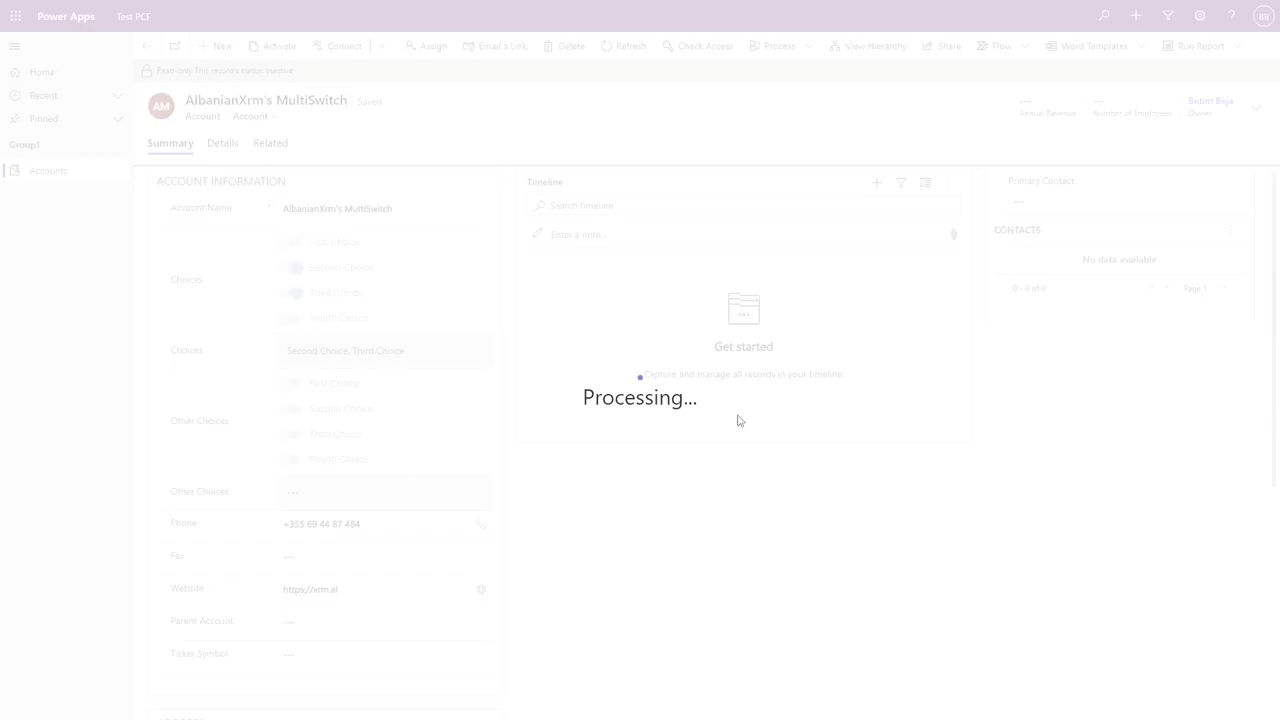 Power Apps
Test PCF
BB
New
Activate
Connect
Assign
Email a Link
Delete
Refresh
Check Access
Process
View Hierarchy
Share
Flow
Word Templates
Run Report
Home
Recent
Pinned
Group1
Accounts
Read-only This record's status: Inactive
AM
AlbanianXrm's MultiSwitch - Saved
Account Account
---
Annual Revenue
---
Number of Employees
Betim Beja
Owner
Summary Details Related
ACCOUNT INFORMATION
Account Name * AlbanianXrm's MultiSwitch
Choices
First Choice
Second Choice
Third Choice
Fourth Choice
Choices Second Choice, Third Choice
Other Choices
First Choice
Second Choice
Third Choice
Fourth Choice
Other Choices ---
Phone +355 69 44 87 484
Fax ---
Website https://xrm.al
Parent Account ---
Ticker Symbol ---
Timeline
Search timeline
Enter a note...
Get started
Capture and manage all records in your timeline.
Processing...
Primary Contact
---
CONTACTS
No data available
0 - 0 of 0
Page 1